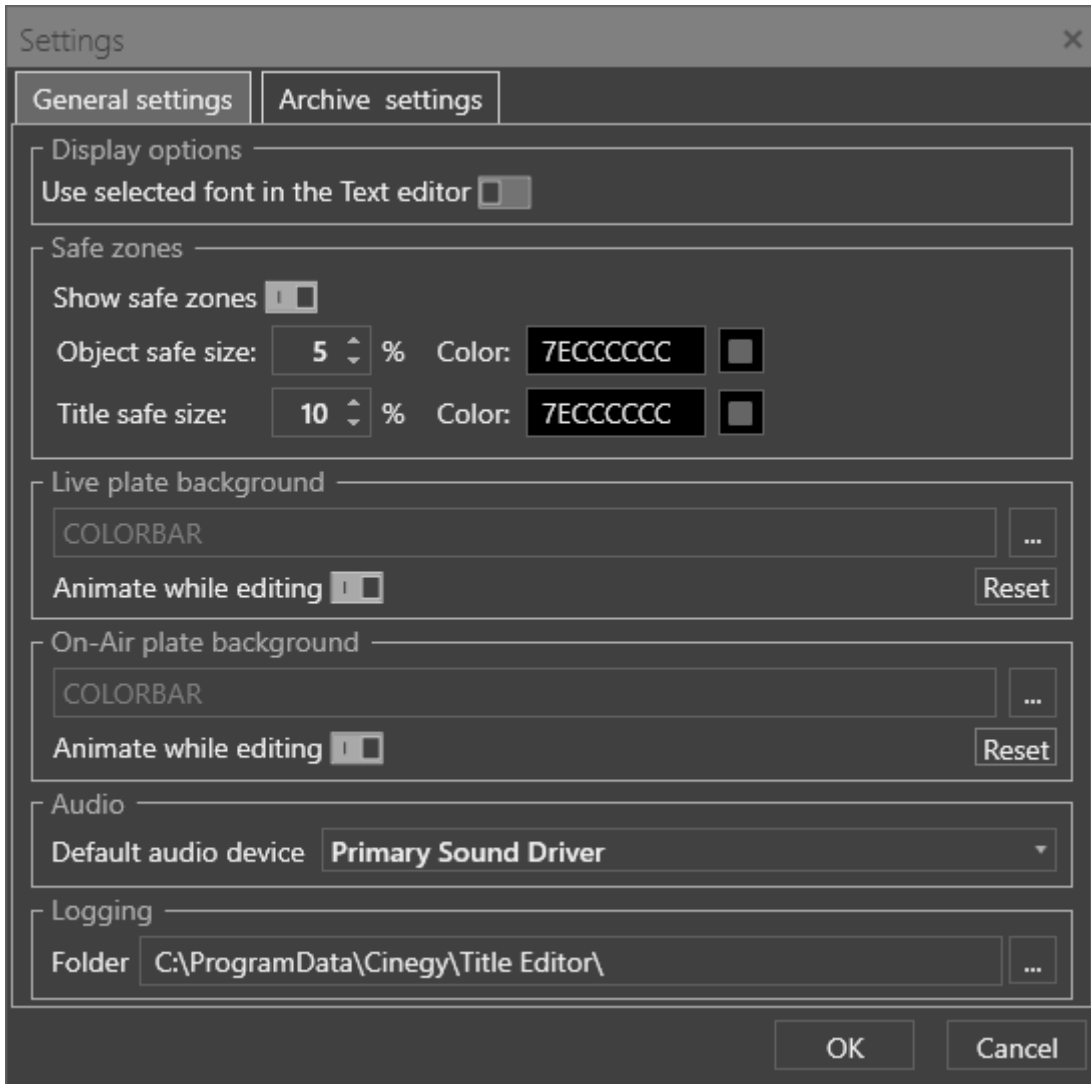 Settings
General settings Archive settings
Display options
Use selected font in the Text editor
Safe zones
Show safe zones
Object safe size: 5 % Color: 7ECCCCCC
Title safe size: 10 % Color: 7ECCCCCC
Live plate background
COLORBAR ...
Animate while editing Reset
On-Air plate background
COLORBAR ...
Animate while editing Reset
Audio
Default audio device Primary Sound Driver
Logging
Folder C:\ProgramData\Cinegy\Title Editor\ ...
OK Cancel